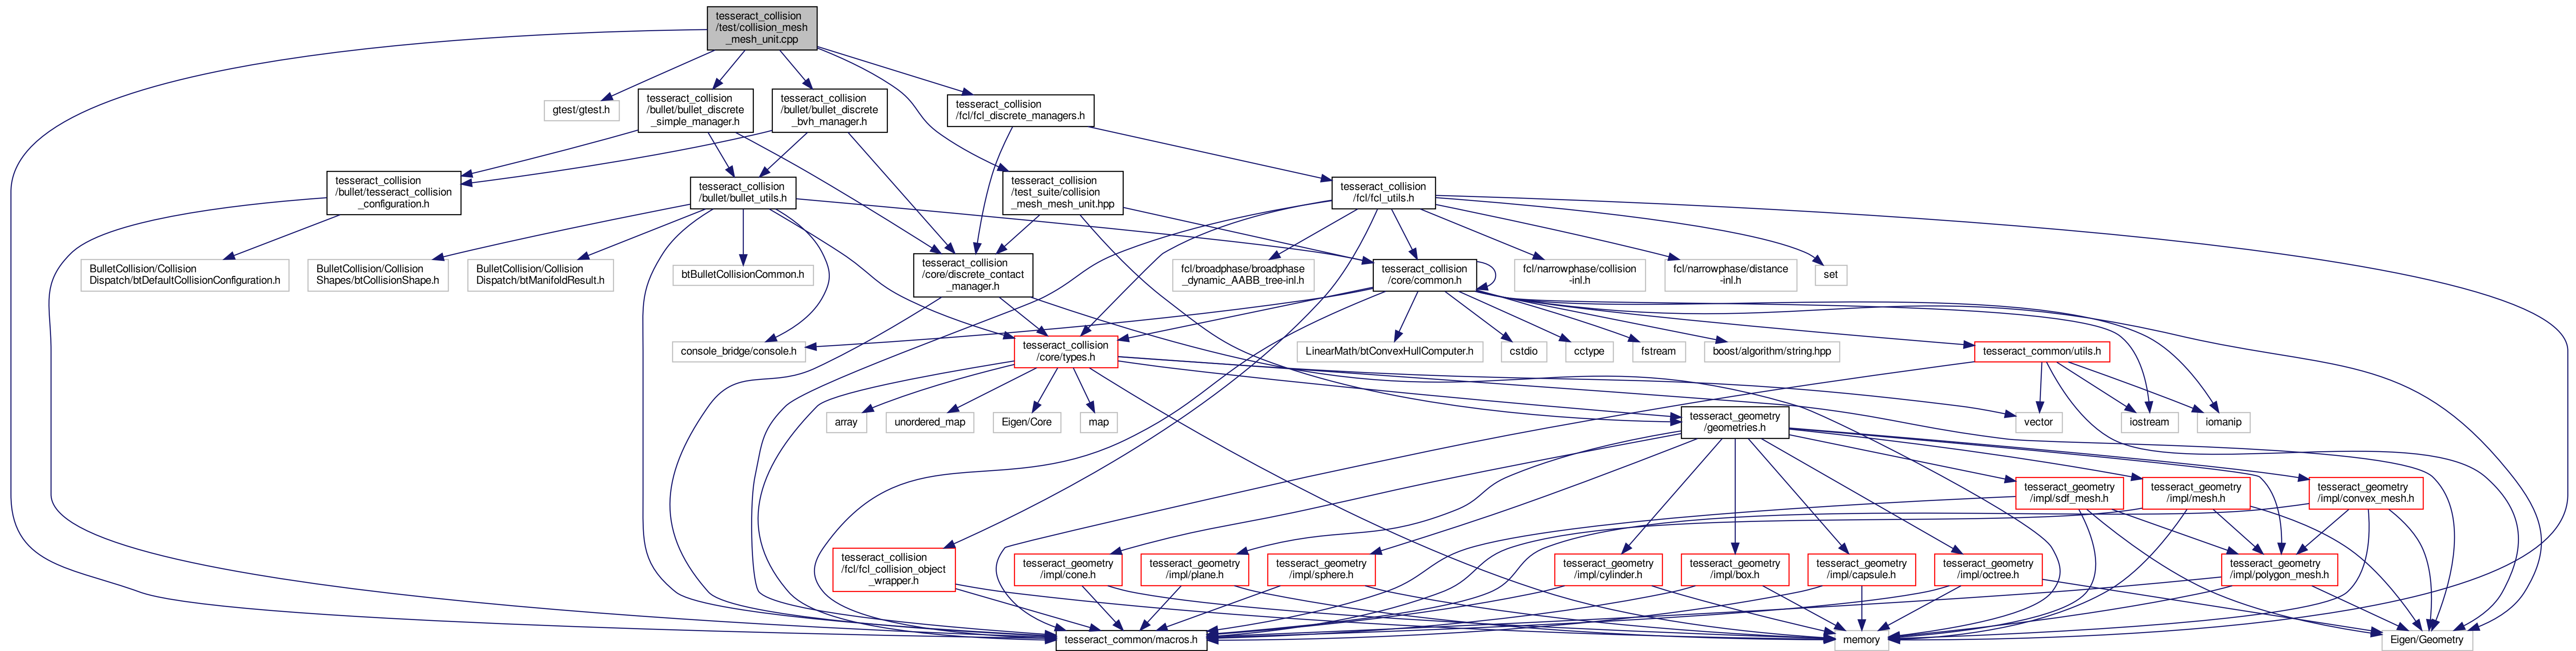 tesseract_collision
/test/collision_mesh
_mesh_unit.cpp
gtest/gtest.h
tesseract_collision
/bullet/bullet_discrete
_simple_manager.h
tesseract_collision
/bullet/bullet_discrete
_bvh_manager.h
tesseract_collision
/fcl/fcl_discrete_managers.h
tesseract_collision
/bullet/tesseract_collision
_configuration.h
tesseract_collision
/bullet/bullet_utils.h
tesseract_collision
/test_suite/collision
_mesh_mesh_unit.hpp
tesseract_collision
/fcl/fcl_utils.h
BulletCollision/Collision
Dispatch/btDefaultCollisionConfiguration.h
BulletCollision/Collision
Shapes/btCollisionShape.h
BulletCollision/Collision
Dispatch/btManifoldResult.h
btBulletCollisionCommon.h
tesseract_collision
/core/discrete_contact
_manager.h
fcl/broadphase/broadphase
_dynamic_AABB_tree-inl.h
tesseract_collision
/core/common.h
fcl/narrowphase/collision
-inl.h
fcl/narrowphase/distance
-inl.h
set
console_bridge/console.h
tesseract_collision
/core/types.h
LinearMath/btConvexHullComputer.h
cstdio
cctype
fstream
boost/algorithm/string.hpp
tesseract_common/utils.h
array
unordered_map
Eigen/Core
map
tesseract_geometry
/geometries.h
vector
iostream
iomanip
tesseract_geometry
/impl/sdf_mesh.h
tesseract_geometry
/impl/mesh.h
tesseract_geometry
/impl/convex_mesh.h
tesseract_collision
/fcl/fcl_collision_object
_wrapper.h
tesseract_geometry
/impl/cone.h
tesseract_geometry
/impl/plane.h
tesseract_geometry
/impl/sphere.h
tesseract_geometry
/impl/cylinder.h
tesseract_geometry
/impl/box.h
tesseract_geometry
/impl/capsule.h
tesseract_geometry
/impl/octree.h
tesseract_geometry
/impl/polygon_mesh.h
tesseract_common/macros.h
memory
Eigen/Geometry